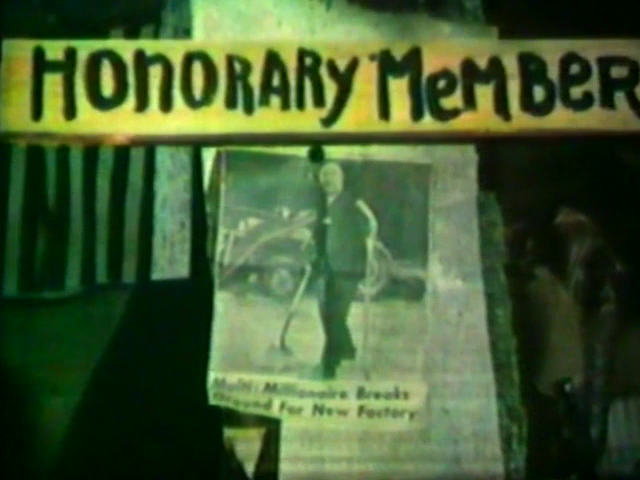 HonoRARy MeMBeR
Multi-Millionaire Breaks
Ground For New Factory